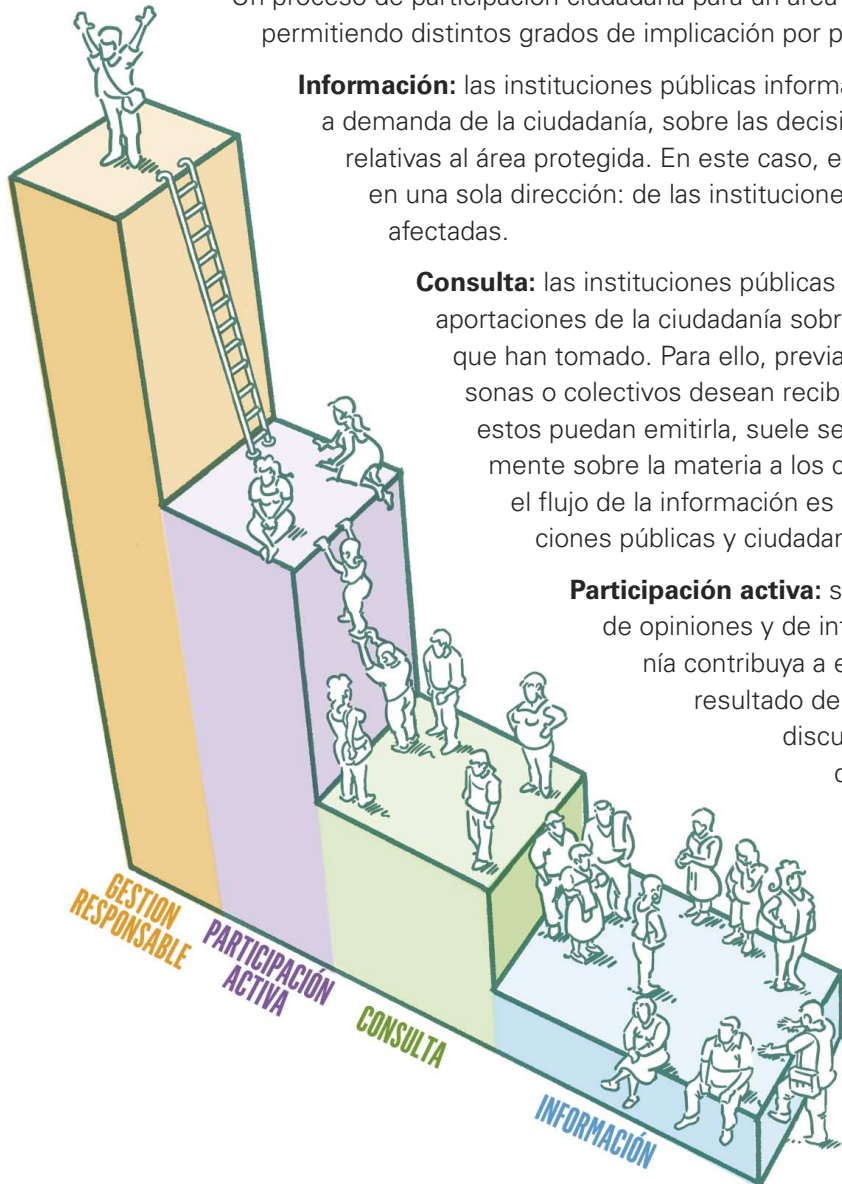 Un proceso de participación ciudadana para un área
permitiendo distintos grados de implicación por p
Información: las instituciones públicas informa
a demanda de la ciudadanía, sobre las decisi
relativas al área protegida. En este caso, e
en una sola dirección: de las institucione
afectadas.
Consulta: las instituciones públicas
aportaciones de la ciudadanía sobr
que han tomado. Para ello, previa
sonas o colectivos desean recibi
estos puedan emitirla, suele se
mente sobre la materia a los c
el flujo de la información es
ciones públicas y ciudadan
Participación activa: s
de opiniones y de in
nía contribuya a e
resultado de
discu
GESTION
RESPONSABLE
PARTICIPACIÓN
ACTIVA
CONSULTA
INFORMACIÓN